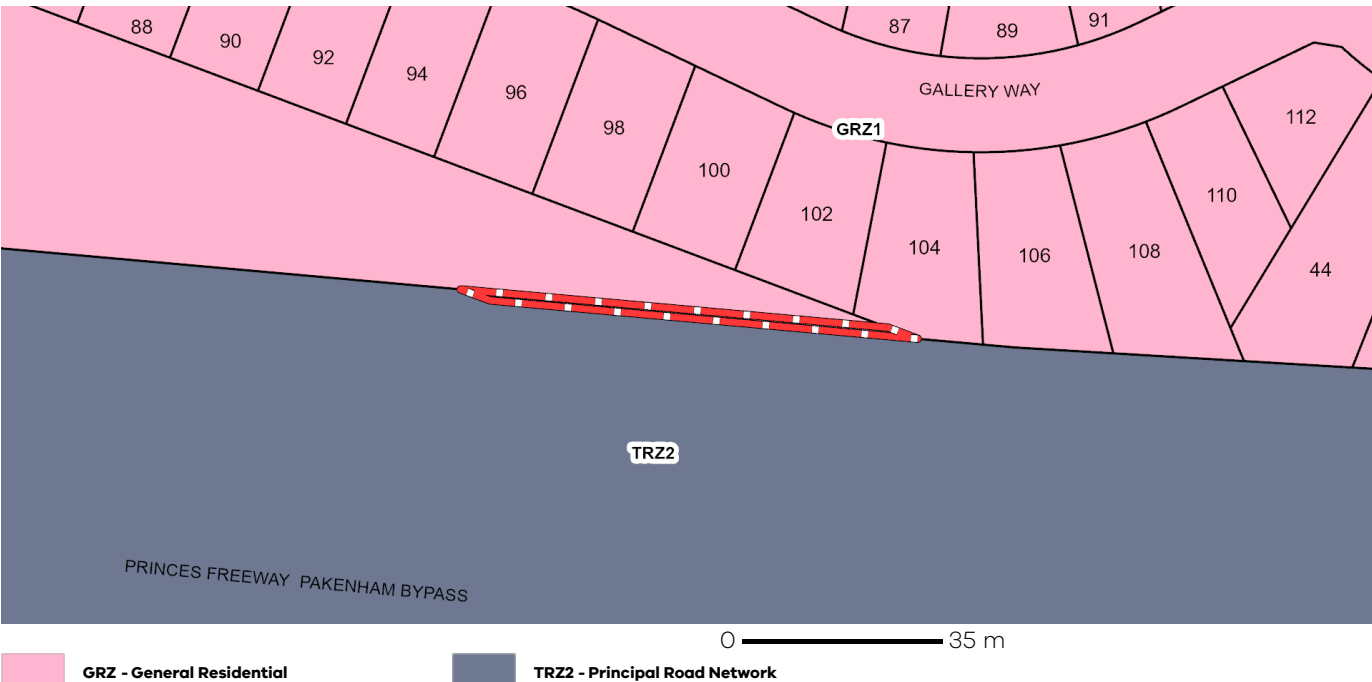 88
90
92
94
96
98
100
102
104
106
108
110
112
44
87
89
91
GALLERY WAY
GRZ1
TRZ2
PRINCES FREEWAY PAKENHAM BYPASS
0 35 m
GRZ - General Residential
TRZ2 - Principal Road Network